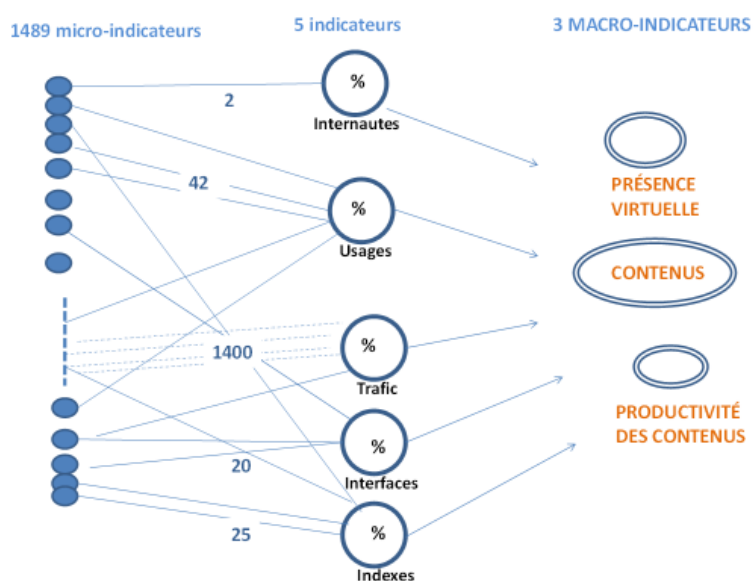 1489 micro-indicateurs
5 indicateurs
3 MACRO-INDICATEURS
%
2
Internautes
PRÉSENCE
VIRTUELLE
42
%
Usages
CONTENUS
1400
%
Trafic
PRODUCTIVITÉ
DES CONTENUS
%
20
Interfaces
25
%
Indexes